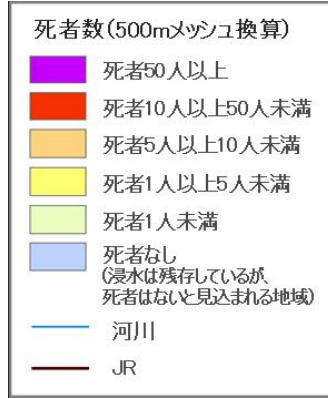 死者数(500mメッシュ換算)
死者50人以上
死者10人以上50人未満
死者5人以上10人未満
死者1人以上5人未満
死者1人未満
死者なし
(浸水は残存しているが、
死者はないと見込まれる地域)
河川
JR